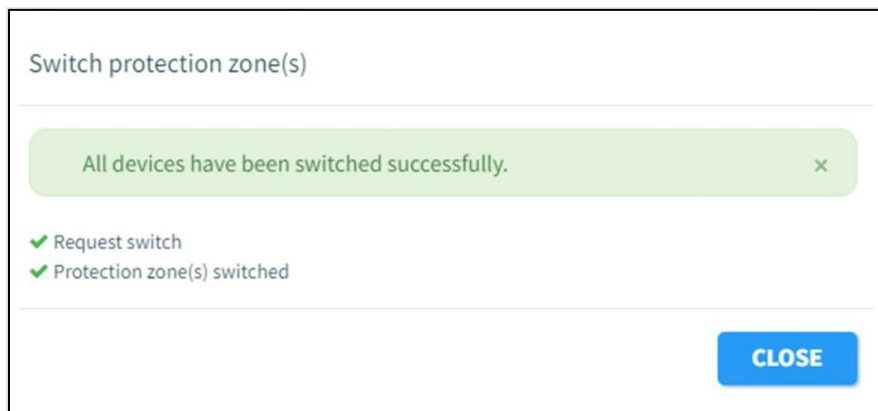 Switch protection zone(s)
All devices have been switched successfully. ×
✔ Request switch
✔ Protection zone(s) switched
CLOSE